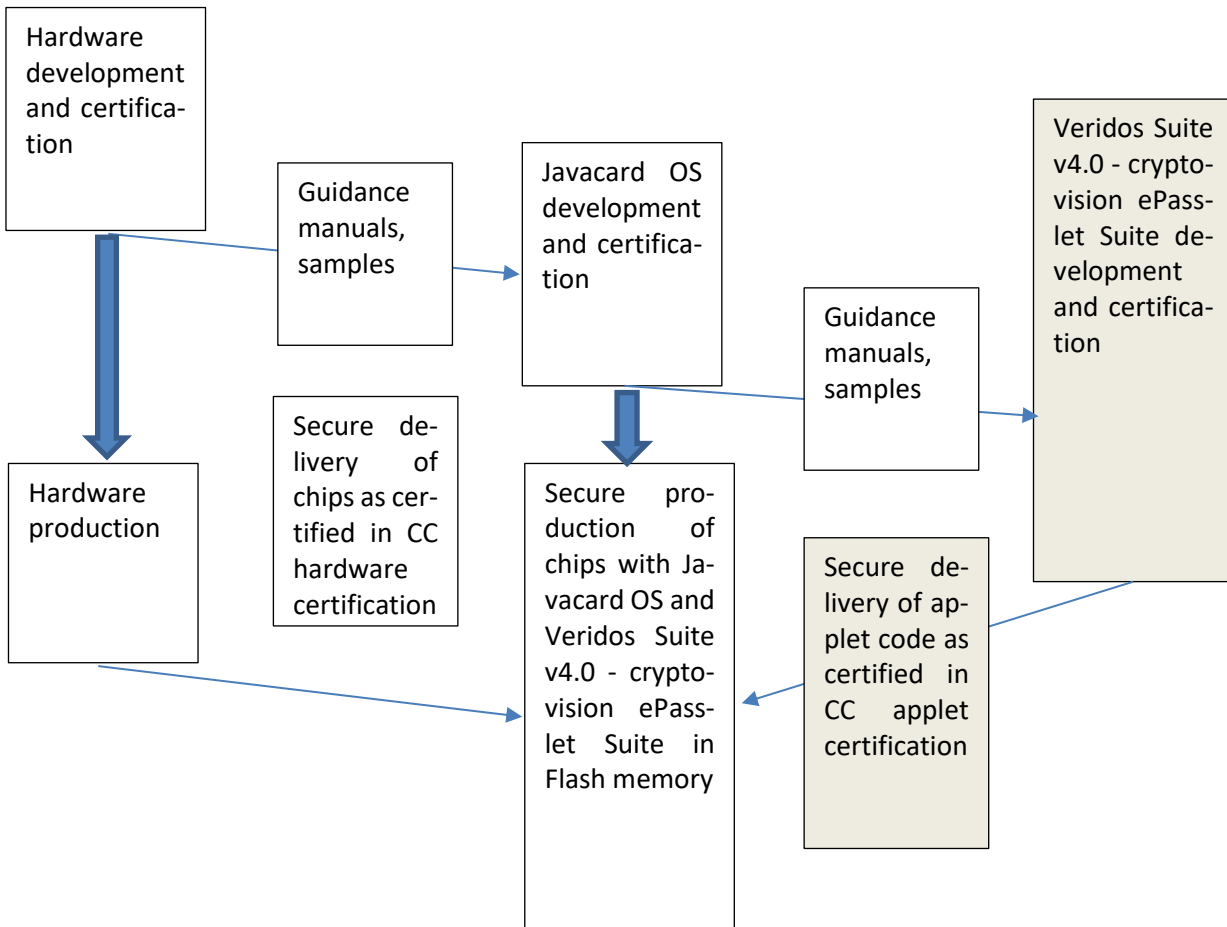 Hardware
development
and certifica-
tion
Guidance
manuals,
samples
Javacard OS
development
and certifica-
tion
Veridos Suite
v4.0 - crypto-
vision ePass-
let Suite de-
velopment
and certifica-
tion
Guidance
manuals,
samples
Secure de-
livery of
chips as cer-
tified in CC
hardware
certification
Hardware
production
Secure pro-
duction of
chips with Ja-
vacard OS and
Veridos Suite
v4.0 - crypto-
vision ePass-
let Suite in
Flash memory
Secure de-
livery of ap-
plet code as
certified in
CC applet
certification